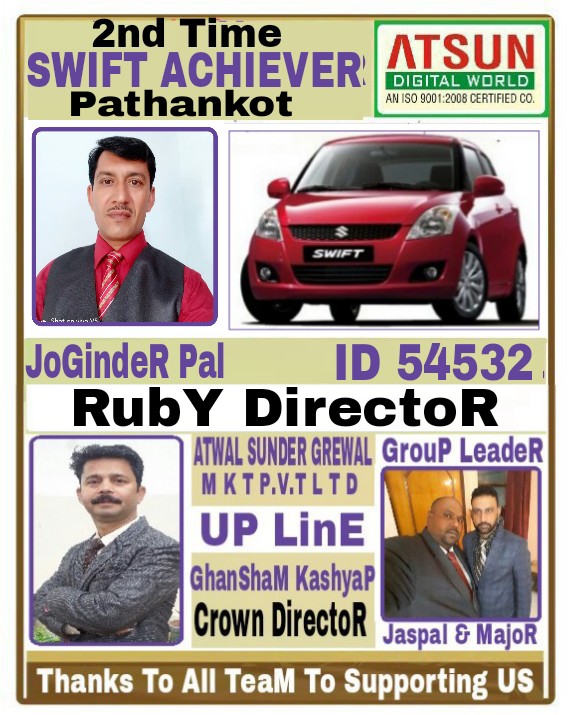 2nd Time
SWIFT ACHIEVER
Pathankot
ATSUN
DIGITAL WORLD
AN ISO 9001:2008 CERTIFIED CO.
SWIFT
Shot on vivo
JoGindeR Pal
ID 54532
RubY DirectoR
ATWAL SUNDER GREWAL
M K T P.V.T L T D
UP LinE
GhanShaM KashyaP
Crown DirectoR
GrouP LeadeR
Jaspal & MajoR
Thanks To All TeaM To Supporting US